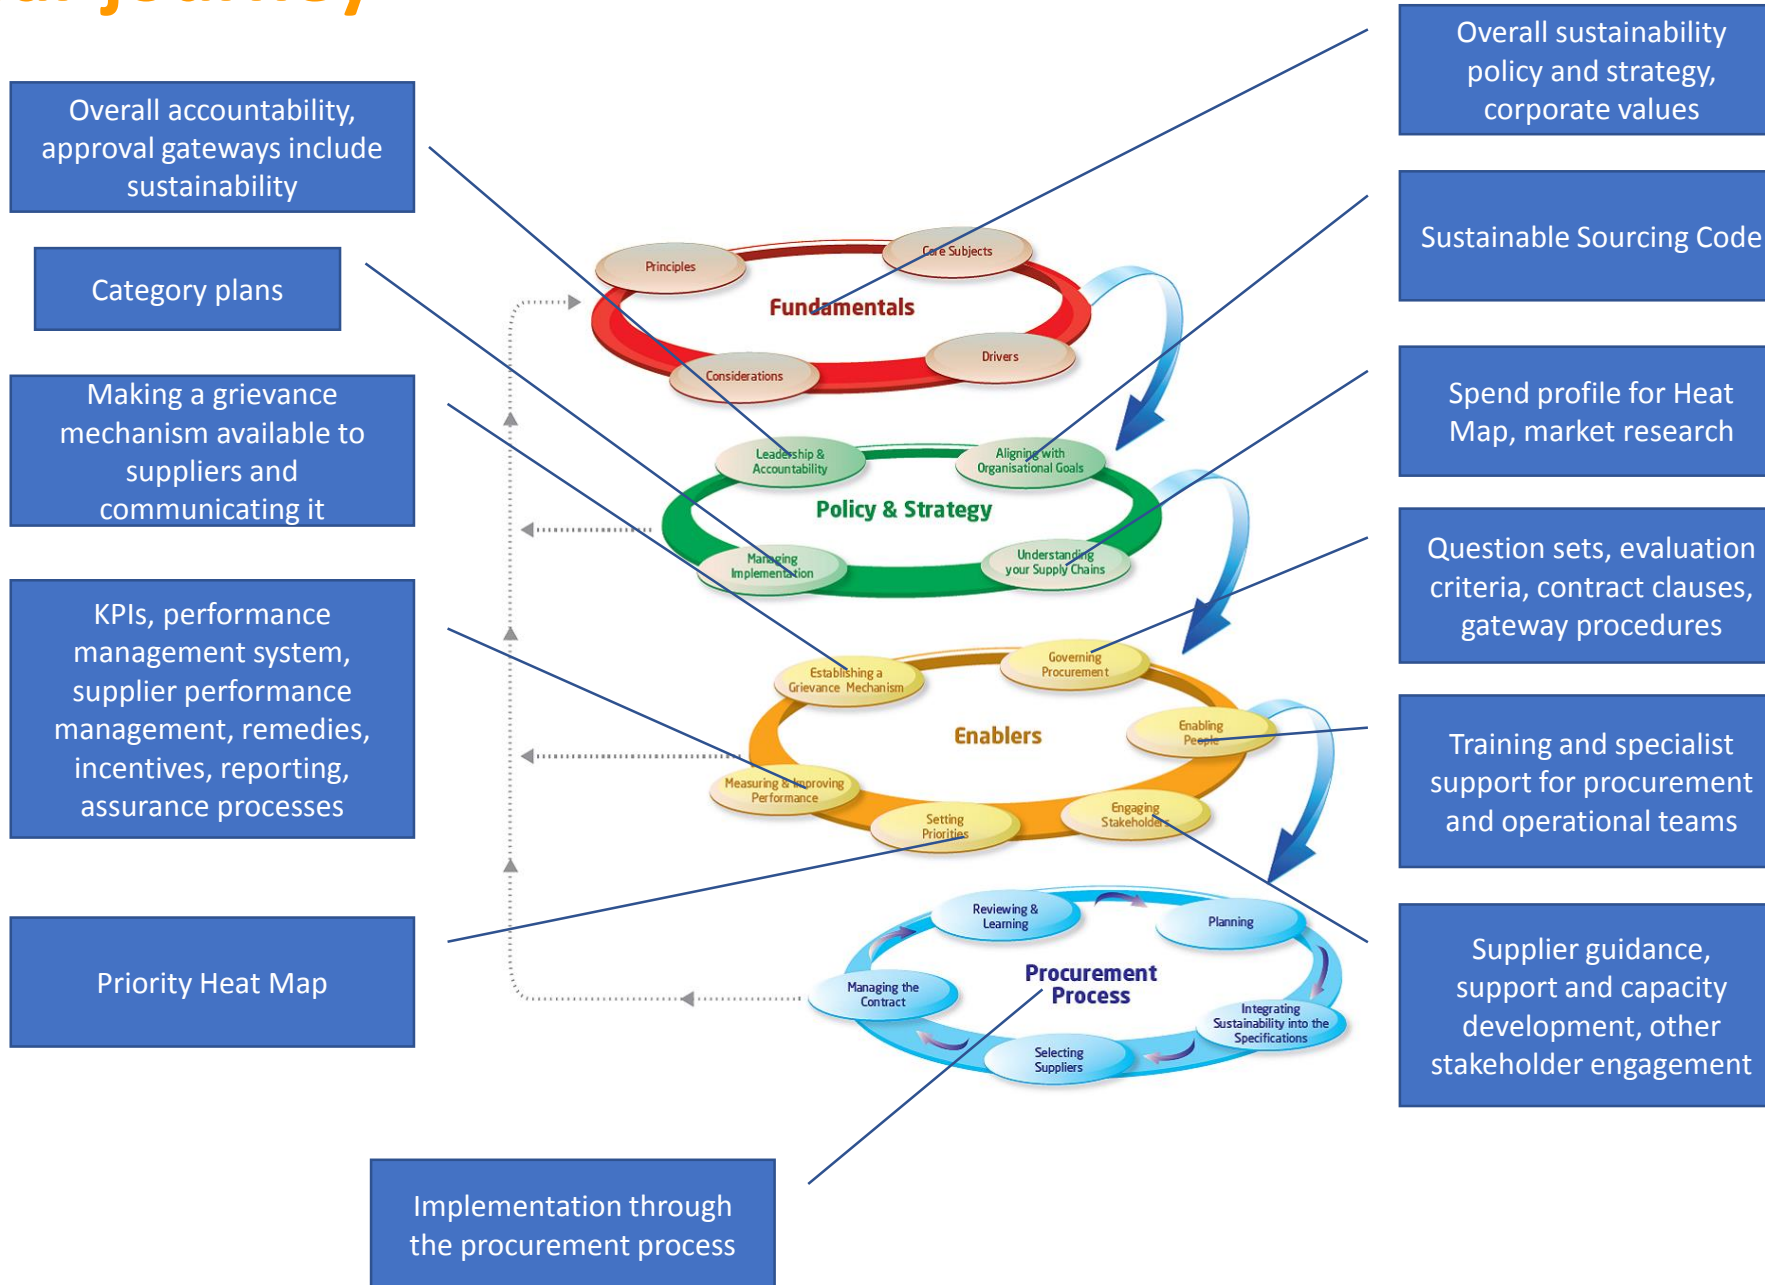 Overall sustainability
policy and strategy,
corporate values
Overall accountability,
approval gateways include
sustainability
Sustainable Sourcing Code
Category plans
Principles
Core Subjects
Fundamentals
Drivers
Considerations
Making a grievance
mechanism available to
suppliers and
communicating it
Spend profile for Heat
Map, market research
Leadership &
Accountability
Aligning with
Organisational Goals
Policy & Strategy
Managing
Implementation
Understanding
your Supply Chains
Question sets, evaluation
criteria, contract clauses,
gateway procedures
KPIs, performance
management system,
supplier performance
management, remedies,
incentives, reporting,
assurance processes
Establishing a
Grievance Mechanism
Governing
Procurement
Enablers
Enabling
People
Measuring & Improving
Performance
Setting
Priorities
Engaging
Stakeholders
Training and specialist
support for procurement
and operational teams
Priority Heat Map
Reviewing &
Learning
Planning
Procurement
Process
Managing the
Contract
Integrating
Sustainability into the
Specifications
Selecting
Suppliers
Supplier guidance,
support and capacity
development, other
stakeholder engagement
Implementation through
the procurement process